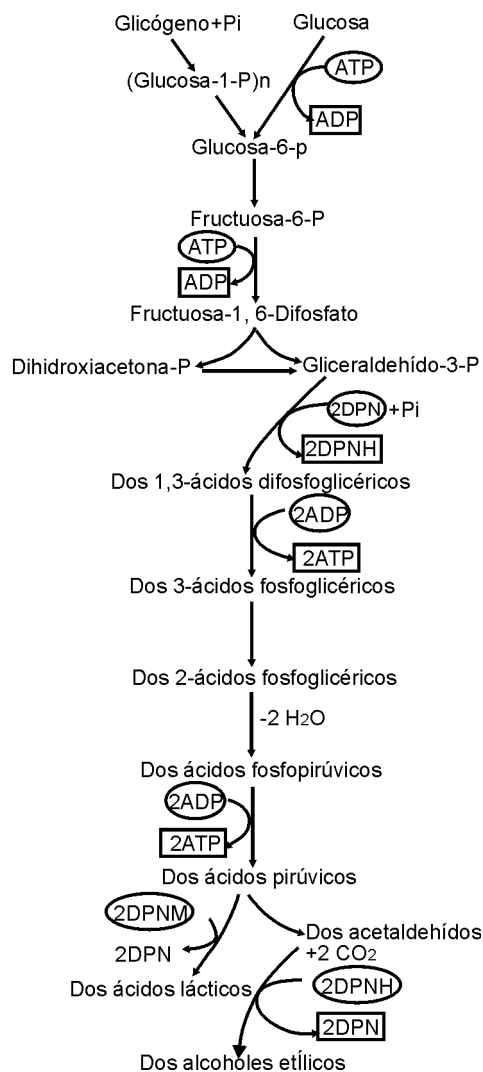 Glicógeno+Pi
Glucosa
(Glucosa-1-P)n
ATP
ADP
Glucosa-6-p
Fructuosa-6-P
ATP
ADP
Fructuosa-1, 6-Difosfato
Dihidroxiacetona-P
Gliceraldehído-3-P
2DPN+Pi
2DPNH
Dos 1,3-ácidos difosfoglicéricos
2ADP
2ATP
Dos 3-ácidos fosfoglicéricos
Dos 2-ácidos fosfoglicéricos
-2 H2O
Dos ácidos fosfopirúvicos
2ADP
2ATP
Dos ácidos pirúvicos
2DPNM
2DPN
Dos acetaldehídos
+2 CO2
Dos ácidos lácticos
2DPNH
2DPN
Dos alcoholes etÍlicos